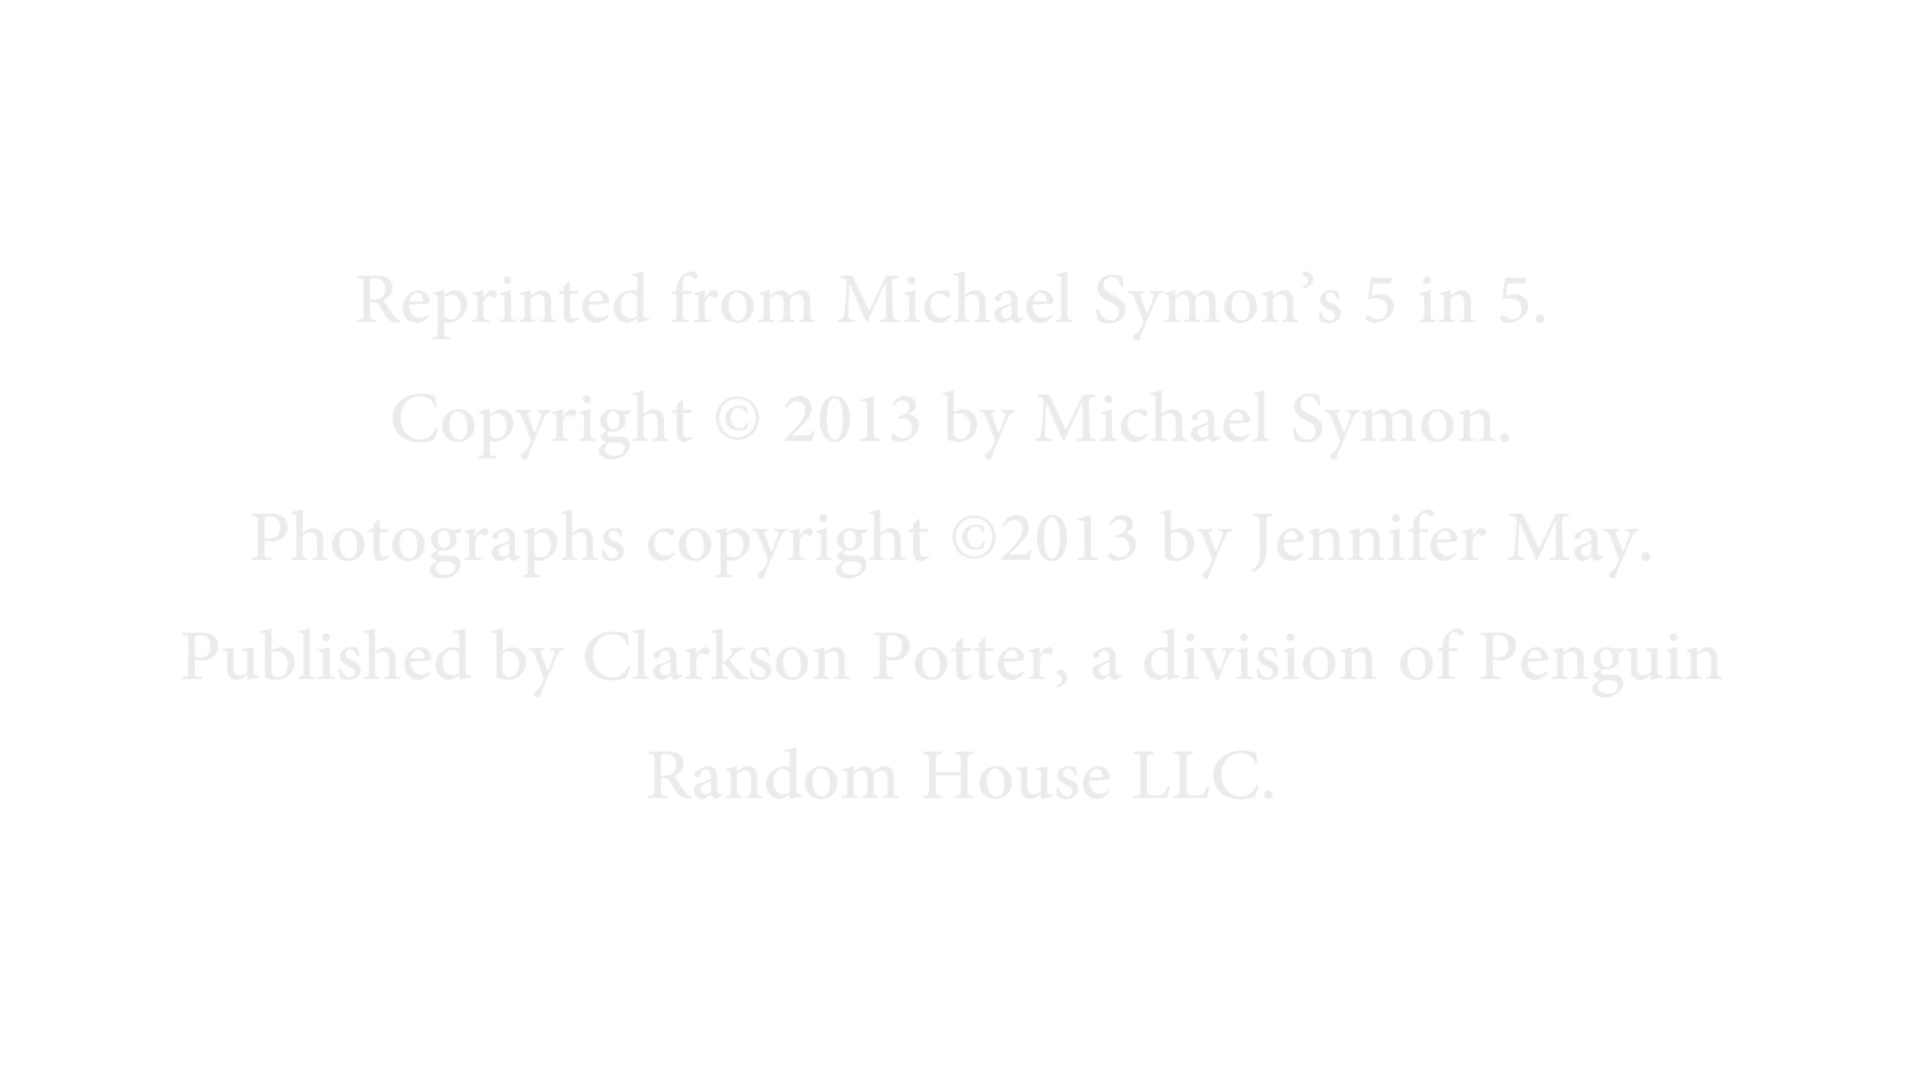 Reprinted from Michael Symon’s 5 in 5.
Copyright © 2013 by Michael Symon.
Photographs copyright ©2013 by Jennifer May.
Published by Clarkson Potter, a division of Penguin
Random House LLC.